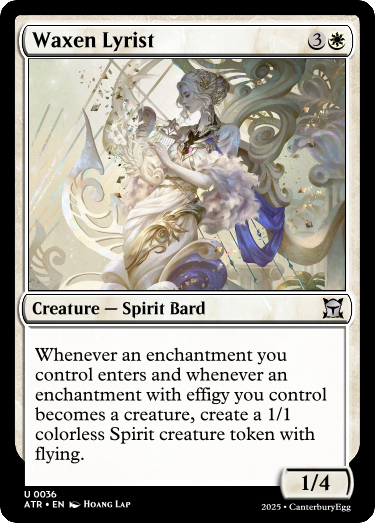 Waxen Lyrist 3
Creature — Spirit Bard
Whenever an enchantment you
control enters and whenever an
enchantment with effigy you control
becomes a creature, create a 1/1
colorless Spirit creature token with
flying.
1/4
U 0036
ATR • EN Hoang Lap
2025 • CanterburyEgg